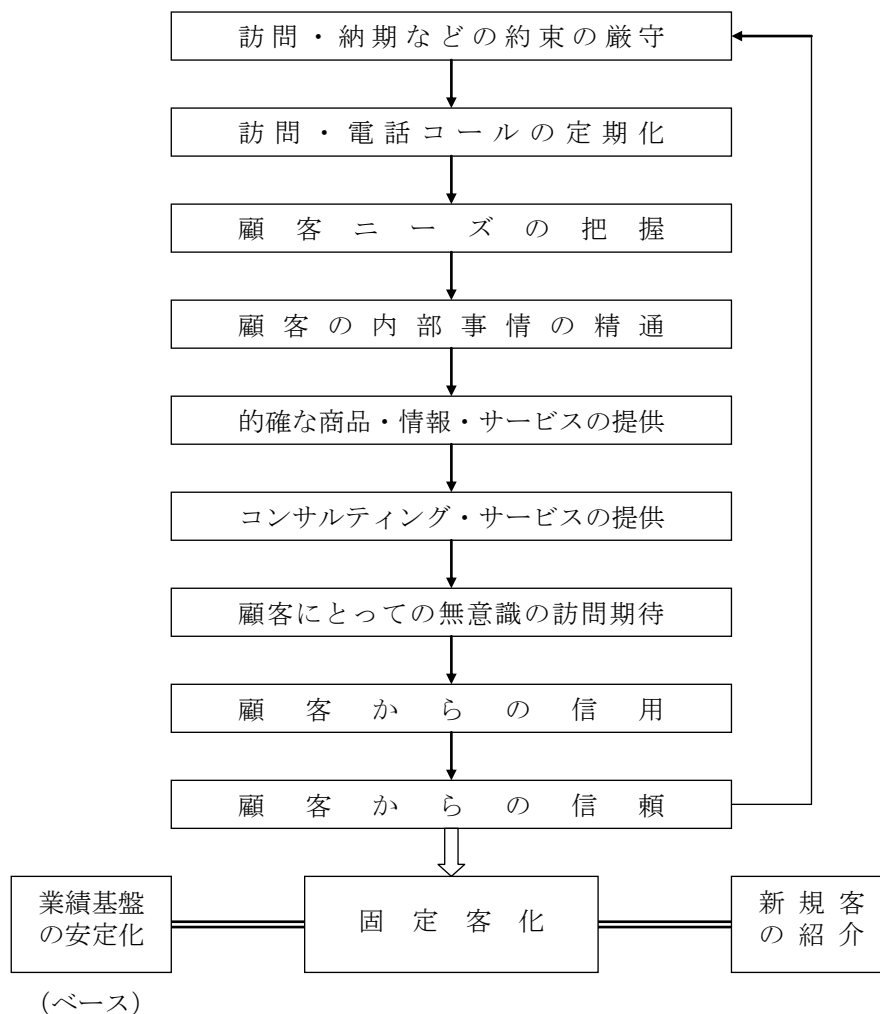 訪問・納期などの約束の厳守
訪問・電話コールの定期化
顧客ニーズの把握
顧客の内部事情の精通
的確な商品・情報・サービスの提供
コンサルティング・サービスの提供
顧客にとっての無意識の訪問期待
顧客からの信用
顧客からの信頼
業績基盤
の安定化
固定客化
新規客
の紹介
(ベース)